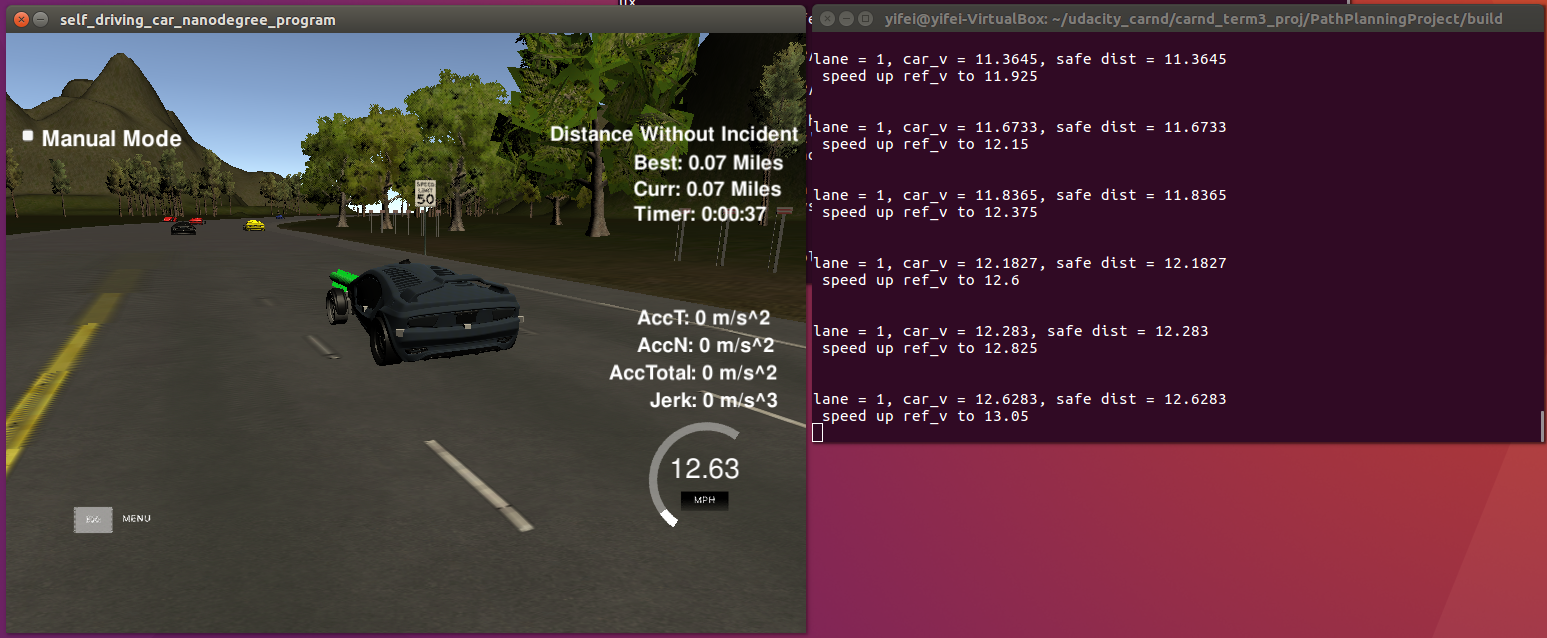 self_driving_car_nanodegree_program
Manual Mode
Distance Without Incident
Best: 0.07 Miles
Curr: 0.07 Miles
Timer: 0:00:37
SPEED
LIMIT
50
AccT: 0 m/s^2
AccN: 0 m/s^2
AccTotal: 0 m/s^2
Jerk: 0 m/s^3
12.63
MPH
MENU
yifei@yifei-VirtualBox: ~/udacity_carnd/carnd_term3_proj/PathPlanningProject/build
lane = 1, car_v = 11.3645, safe dist = 11.3645
speed up ref_v to 11.925
lane = 1, car_v = 11.6733, safe dist = 11.6733
speed up ref_v to 12.15
lane = 1, car_v = 11.8365, safe dist = 11.8365
speed up ref_v to 12.375
lane = 1, car_v = 12.1827, safe dist = 12.1827
speed up ref_v to 12.6
lane = 1, car_v = 12.283, safe dist = 12.283
speed up ref_v to 12.825
lane = 1, car_v = 12.6283, safe dist = 12.6283
speed up ref_v to 13.05